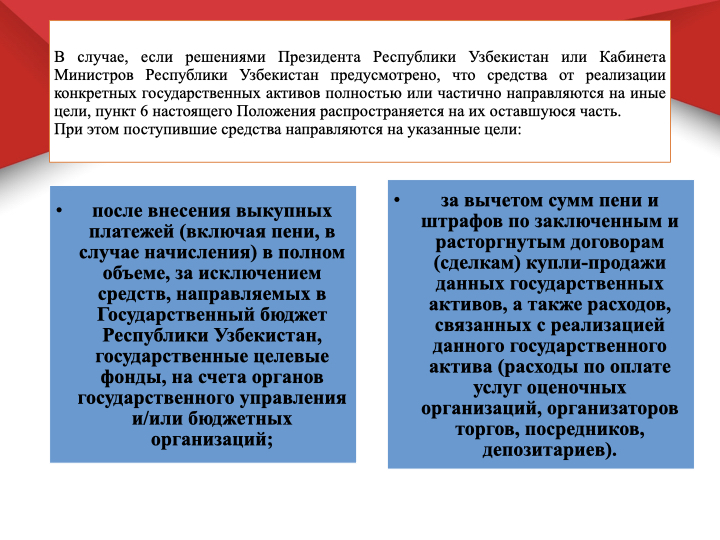 В случае, если решениями Президента Республики Узбекистан или Кабинета
Министров Республики Узбекистан предусмотрено, что средства от реализации
конкретных государственных активов полностью или частично направляются на иные
цели, пункт 6 настоящего Положения распространяется на их оставшуюся часть.
При этом поступившие средства направляются на указанные цели:
• после внесения выкупных
платежей (включая пени, в
случае начисления) в полном
объеме, за исключением
средств, направляемых в
Государственный бюджет
Республики Узбекистан,
государственные целевые
фонды, на счета органов
государственного управления
и/или бюджетных
организаций;
• за вычетом сумм пени и
штрафов по заключенным и
расторгнутым договорам
(сделкам) купли-продажи
данных государственных
активов, а также расходов,
связанных с реализацией
данного государственного
актива (расходы по оплате
услуг оценочных
организаций, организаторов
торгов, посредников,
депозитариев).